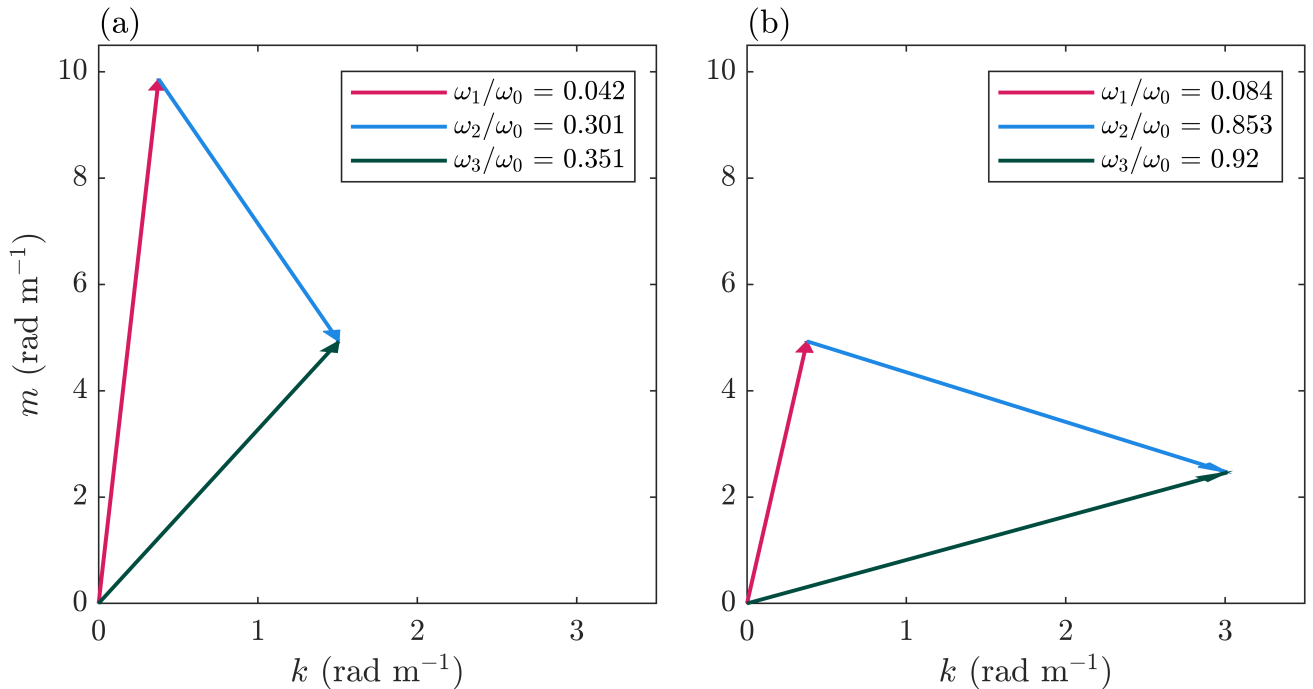 (a)
ω₁/ω₀ = 0.042
ω₂/ω₀ = 0.301
ω₃/ω₀ = 0.351
10
8
6
4
2
0
m (rad m⁻¹)
0 1 2 3
k (rad m⁻¹)
(b)
ω₁/ω₀ = 0.084
ω₂/ω₀ = 0.853
ω₃/ω₀ = 0.92
10
8
6
4
2
0
0 1 2 3
k (rad m⁻¹)